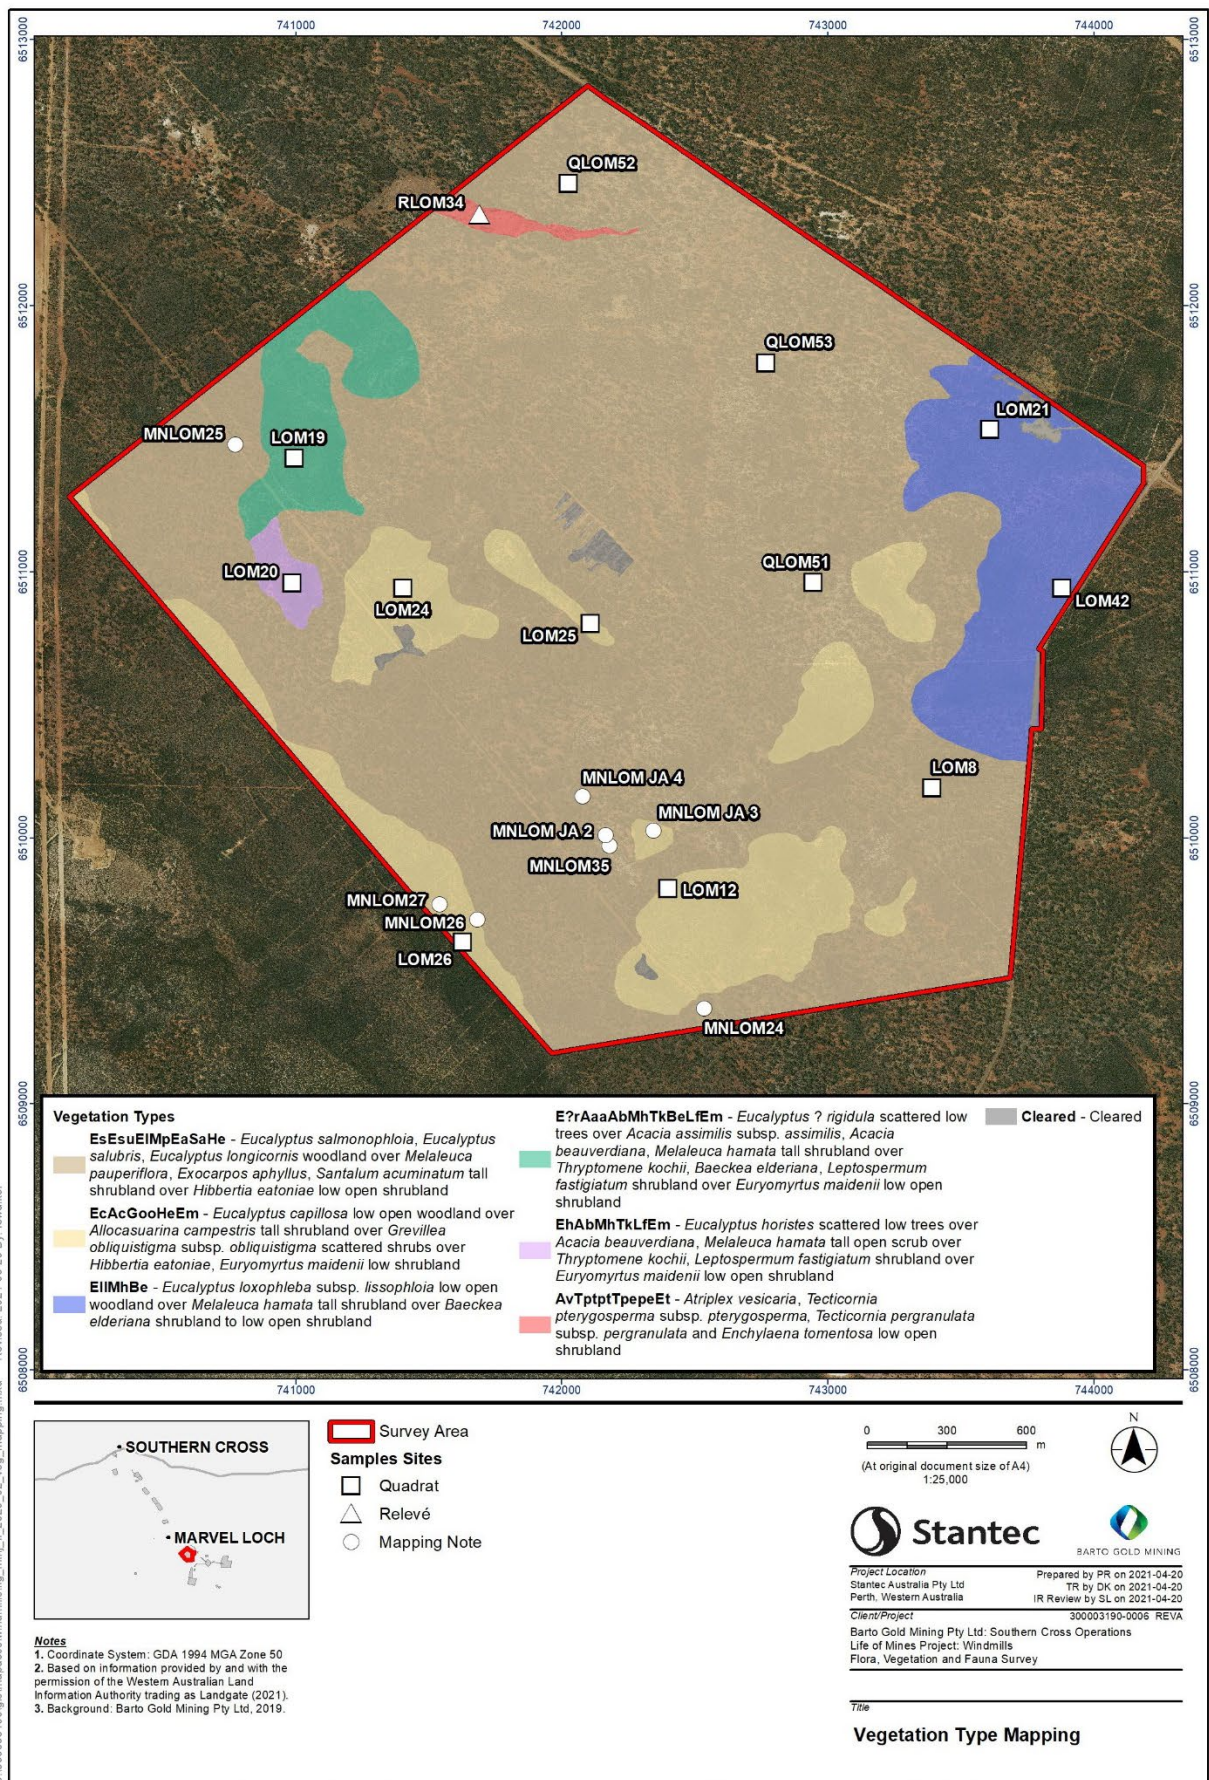 741000
742000
743000
744000
6513000
6513000
QLOM52
RLOM34
6512000
6512000
QLOM53
LOM21
MNLOM25
LOM19
6511000
6511000
LOM20
LOM24
LOM25
QLOM51
LOM42
LOM8
MNLOM JA 4
MNLOM JA 3
MNLOM JA 2
MNLOM35
6510000
6510000
LOM12
MNLOM27
MNLOM26
LOM26
MNLOM24
6509000
6509000
Vegetation Types
EsEsuElMpEaSaHe - Eucalyptus salmonophloia, Eucalyptus
salubris, Eucalyptus longicornis woodland over Melaleuca
pauperiflora, Exocarpos aphyllus, Santalum acuminatum tall
shrubland over Hibbertia eatoniae low open shrubland
EcAcGooHeEm - Eucalyptus capillosa low open woodland over
Allocasuarina campestris tall shrubland over Grevillea
obliquistigma subsp. obliquistigma scattered shrubs over
Hibbertia eatoniae, Euryomyrtus maidenii low shrubland
EllMhBe - Eucalyptus loxophleba subsp. lissophloia low open
woodland over Melaleuca hamata tall shrubland over Baeckea
elderiana shrubland to low open shrubland
E?rAaaAbMhTkBeLfEm - Eucalyptus ? rigidula scattered low
trees over Acacia assimilis subsp. assimilis, Acacia
beauverdiana, Melaleuca hamata tall shrubland over
Thryptomene kochii, Baeckea elderiana, Leptospermum
fastigiatum shrubland over Euryomyrtus maidenii low open
shrubland
EhAbMhTkLfEm - Eucalyptus horistes scattered low trees over
Acacia beauverdiana, Melaleuca hamata tall open scrub over
Thryptomene kochii, Leptospermum fastigiatum shrubland over
Euryomyrtus maidenii low open shrubland
AvTptptTpepeEt - Atriplex vesicaria, Tecticornia
pterygosperma subsp. pterygosperma, Tecticornia pergranulata
subsp. pergranulata and Enchylaena tomentosa low open
shrubland
Cleared - Cleared
6508000
6508000
741000
742000
743000
744000
SOUTHERN CROSS
MARVEL LOCH
Survey Area
Samples Sites
Quadrat
Relevé
Mapping Note
0 300 600
m
(At original document size of A4)
1:25,000
N
Stantec
BARTO GOLD MINING
Project Location
Stantec Australia Pty Ltd
Perth, Western Australia
Prepared by PR on 2021-04-20
TR by DK on 2021-04-20
IR Review by SL on 2021-04-20
Client/Project
300003190-0006 REVA
Barto Gold Mining Pty Ltd: Southern Cross Operations
Life of Mines Project: Windmills
Flora, Vegetation and Fauna Survey
Title
Vegetation Type Mapping
Notes
1. Coordinate System: GDA 1994 MGA Zone 50
2. Based on information provided by and with the
permission of the Western Australian Land
Information Authority trading as Landgate (2021).
3. Background: Barto Gold Mining Pty Ltd, 2019.